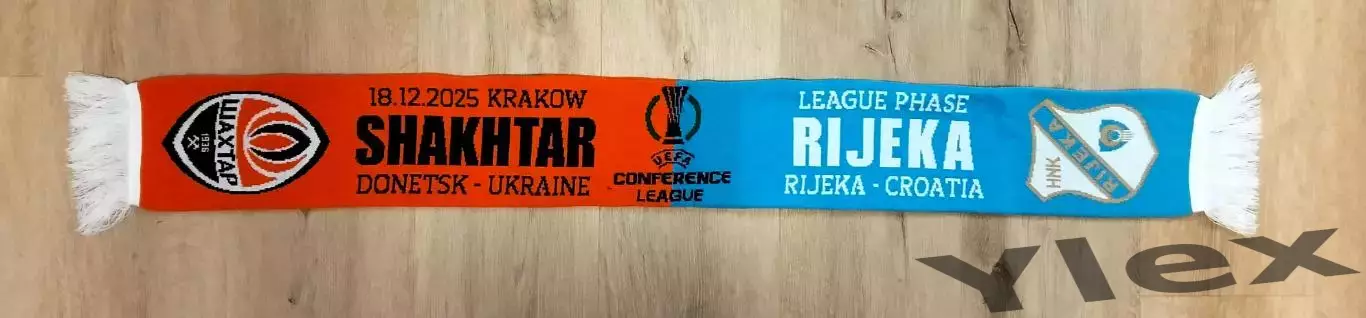 ШАХТАР
1936
18.12.2025 KRAKOW
SHAKHTAR
DONETSK - UKRAINE
UEFA
CONFERENCE
LEAGUE
LEAGUE PHASE
RIJEKA
RIJEKA - CROATIA
HNK
RIJEKA
Ylex